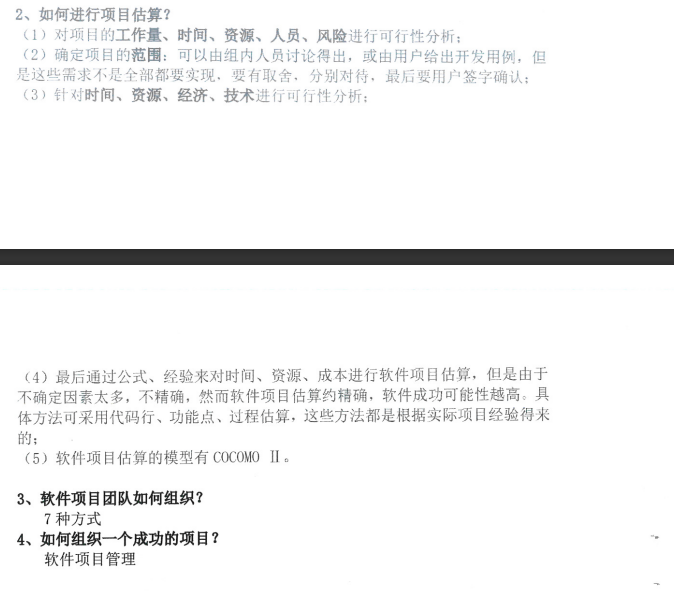 2、如何进行项目估算？
（1）对项目的工作量、时间、资源、人员、风险进行可行性分析；
（2）确定项目的范围：可以由组内人员讨论得出，或由用户给出开发用例，但
是这些需求不是全部都要实现，要有取舍，分别对待，最后要用户签字确认；
（3）针对时间、资源、经济、技术进行可行性分析；
（4）最后通过公式、经验来对时间、资源、成本进行软件项目估算，但是由于
不确定因素太多，不精确，然而软件项目估算约精确，软件成功可能性越高。具
体方法可采用代码行、功能点、过程估算，这些方法都是根据实际项目经验得来
的；
（5）软件项目估算的模型有 COCOMO Ⅱ。
3、软件项目团队如何组织？
7 种方式
4、如何组织一个成功的项目？
软件项目管理